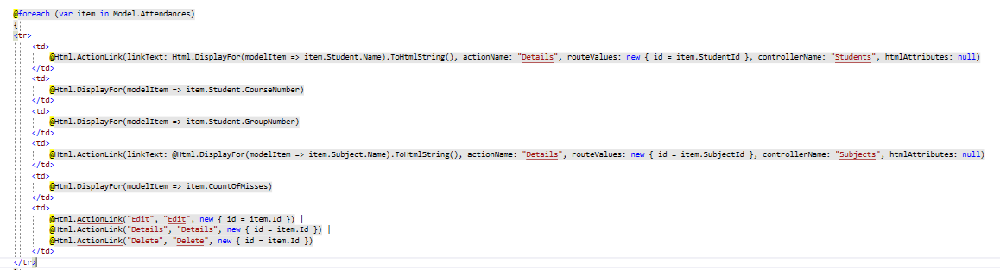 @foreach (var item in Model.Attendances)
{
<tr>
<td>
@Html.ActionLink(linkText: Html.DisplayFor(modelItem => item.Student.Name).ToHtmlString(), actionName: "Details", routeValues: new { id = item.StudentId }, controllerName: "Students", htmlAttributes: null)
</td>
<td>
@Html.DisplayFor(modelItem => item.Student.CourseNumber)
</td>
<td>
@Html.DisplayFor(modelItem => item.Student.GroupNumber)
</td>
<td>
@Html.ActionLink(linkText: @Html.DisplayFor(modelItem => item.Subject.Name).ToHtmlString(), actionName: "Details", routeValues: new { id = item.SubjectId }, controllerName: "Subjects", htmlAttributes: null)
</td>
<td>
@Html.DisplayFor(modelItem => item.CountOfMisses)
</td>
<td>
@Html.ActionLink("Edit", "Edit", new { id = item.Id }) |
@Html.ActionLink("Details", "Details", new { id = item.Id }) |
@Html.ActionLink("Delete", "Delete", new { id = item.Id })
</td>
</tr>